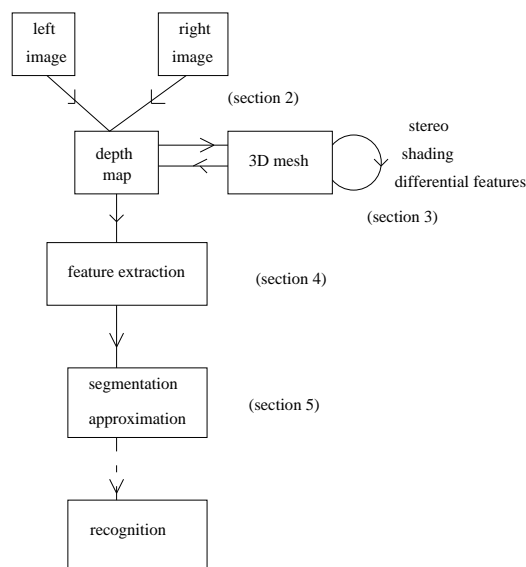 left
image
right
image
(section 2)
depth
map
3D mesh
stereo
shading
differential features
(section 3)
feature extraction
(section 4)
segmentation
approximation
(section 5)
recognition